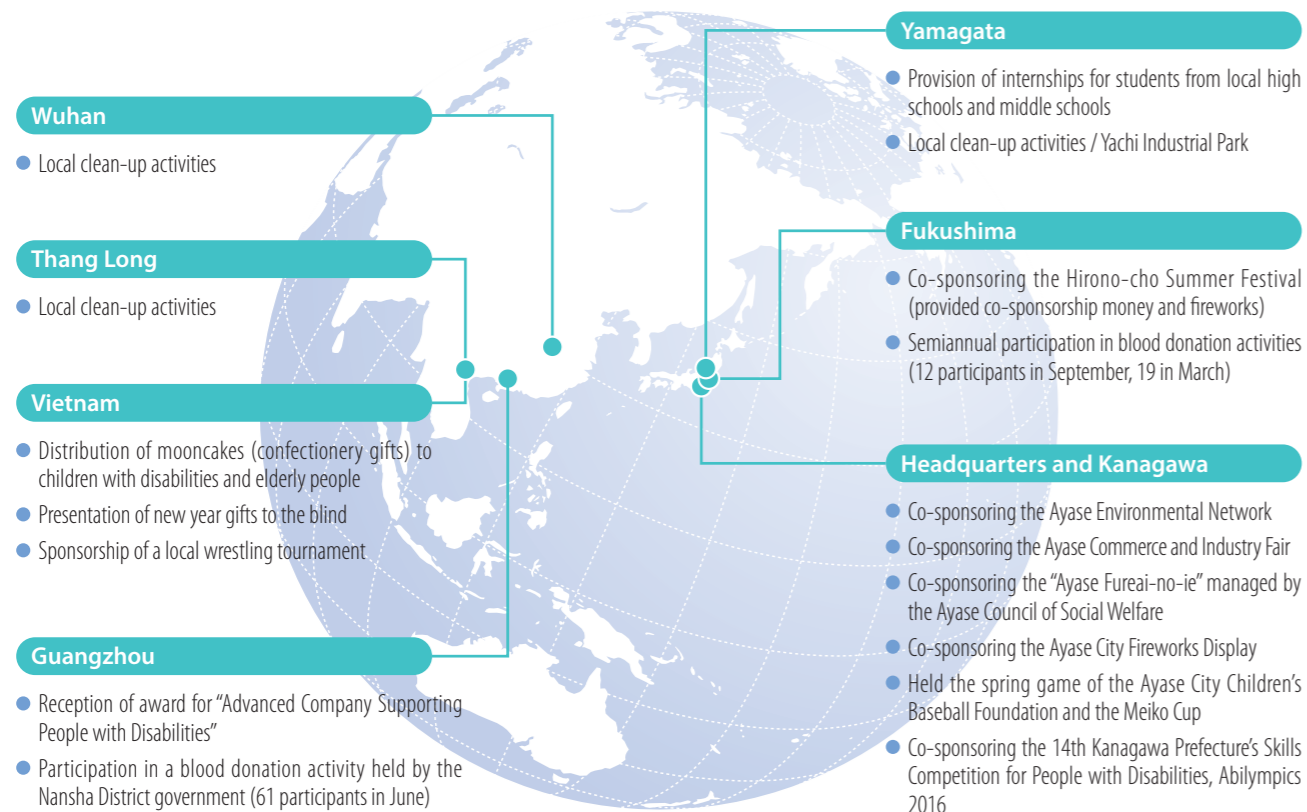 Wuhan
● Local clean-up activities
Thang Long
● Local clean-up activities
Vietnam
● Distribution of mooncakes (confectionery gifts) to
children with disabilities and elderly people
● Presentation of new year gifts to the blind
● Sponsorship of a local wrestling tournament
Guangzhou
● Reception of award for “Advanced Company Supporting
People with Disabilities”
● Participation in a blood donation activity held by the
Nansha District government (61 participants in June)
Yamagata
● Provision of internships for students from local high
schools and middle schools
● Local clean-up activities / Yachi Industrial Park
Fukushima
● Co-sponsoring the Hirono-cho Summer Festival
(provided co-sponsorship money and fireworks)
● Semiannual participation in blood donation activities
(12 participants in September, 19 in March)
Headquarters and Kanagawa
● Co-sponsoring the Ayase Environmental Network
● Co-sponsoring the Ayase Commerce and Industry Fair
● Co-sponsoring the “Ayase Fureai-no-ie” managed by
the Ayase Council of Social Welfare
● Co-sponsoring the Ayase City Fireworks Display
● Held the spring game of the Ayase City Children’s
Baseball Foundation and the Meiko Cup
● Co-sponsoring the 14th Kanagawa Prefecture’s Skills
Competition for People with Disabilities, Abilympics
2016